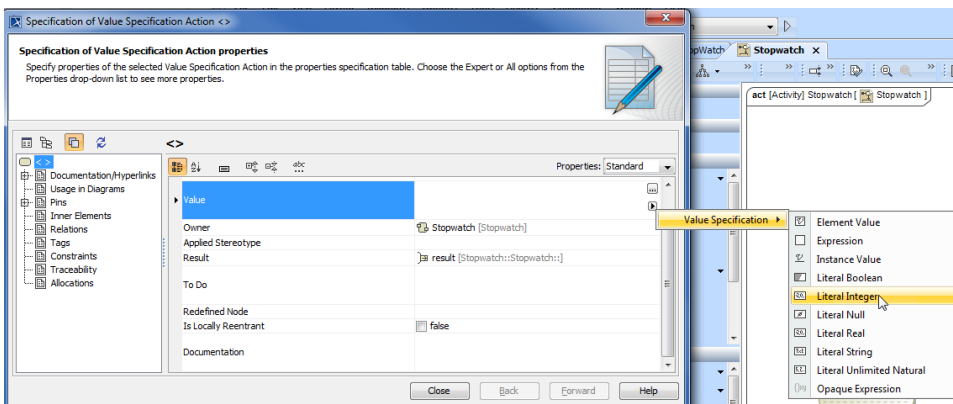 Specification of Value Specification Action <>
Specification of Value Specification Action properties
Specify properties of the selected Value Specification Action in the properties specification table. Choose the Expert or All options from the
Properties drop-down list to see more properties.
<>
Properties: Standard
<>
Documentation/Hyperlinks
Usage in Diagrams
Pins
Inner Elements
Relations
Tags
Constraints
Traceability
Allocations
Value
Owner Stopwatch [Stopwatch]
Applied Stereotype
Result result [Stopwatch::Stopwatch::]
To Do
Redefined Node
Is Locally Reentrant false
Documentation
Close Back Forward Help
opWatch Stopwatch
act [Activity] Stopwatch [ Stopwatch ]
Value Specification
Element Value
Expression
Instance Value
Literal Boolean
Literal Integer
Literal Null
Literal Real
Literal String
Literal Unlimited Natural
Opaque Expression